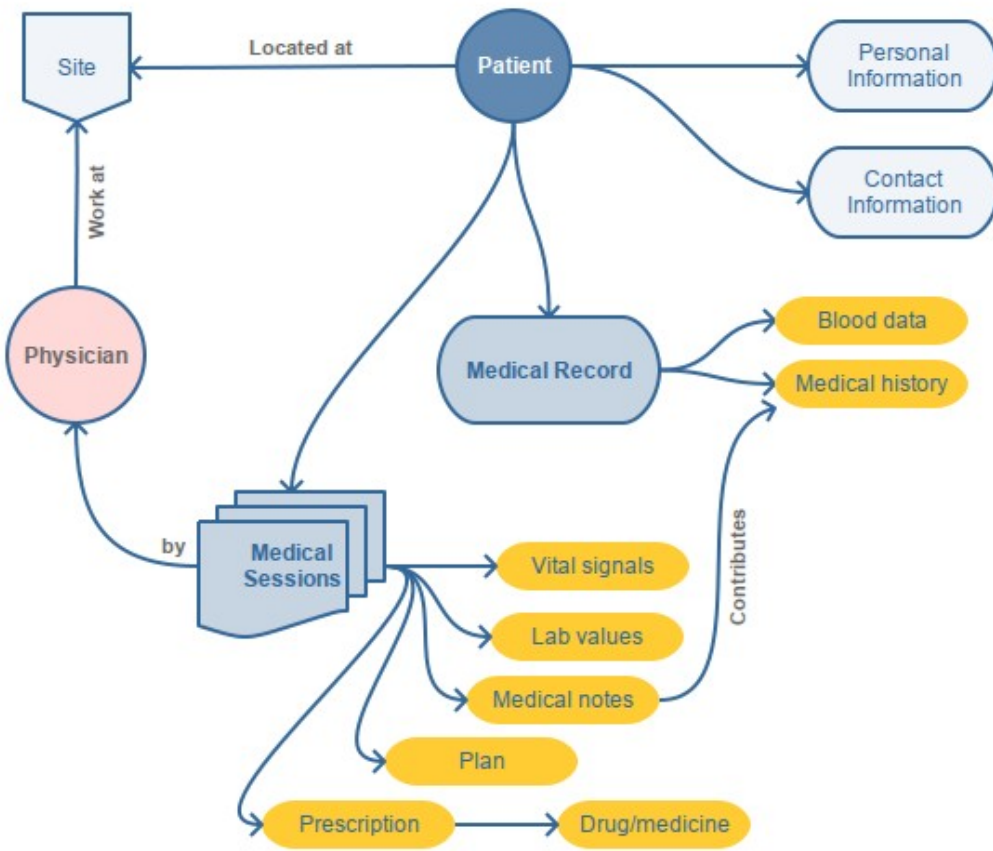 Located at
Patient
Site
Personal
Information
Contact
Information
Work at
Physician
Blood data
Medical Record
Medical history
by
Medical
Sessions
Vital signals
Contributes
Lab values
Medical notes
Plan
Prescription
Drug/medicine